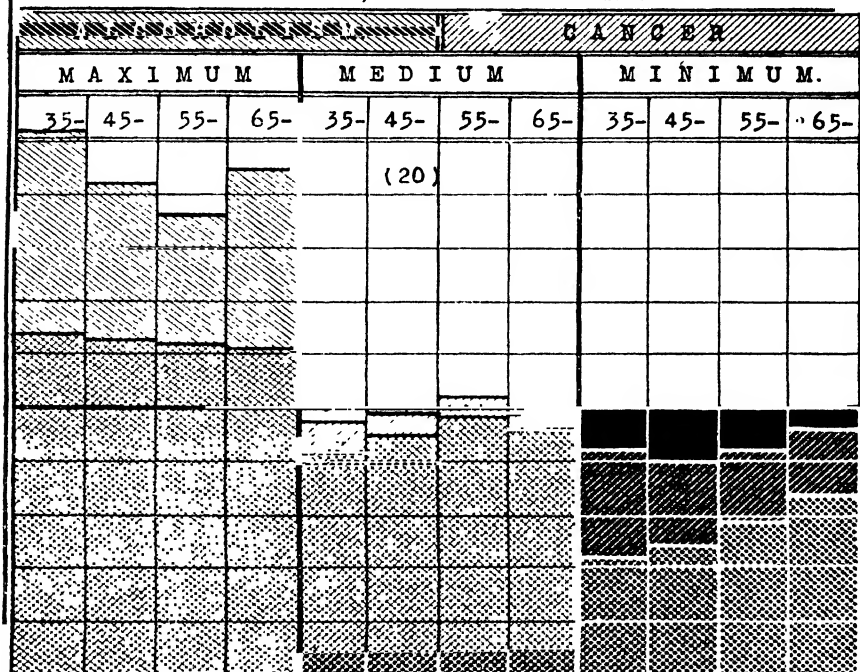 CANCER
MAXIMUM MEDIUM MINIMUM.
35- 45- 55- 65- 35- 45- 55- 65- 35- 45- 55- 65-
(20)